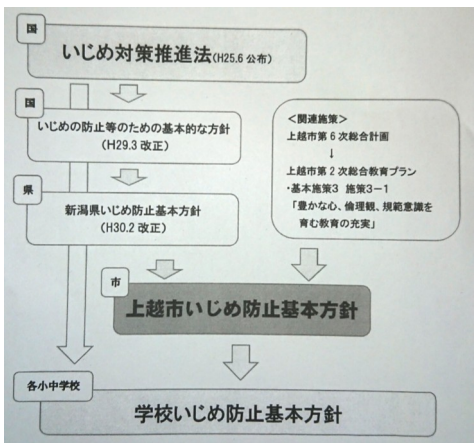 国
いじめ対策推進法(H25.6 公布)
国
いじめの防止等のための基本的な方針
(H29.3 改正)
県
新潟県いじめ防止基本方針
(H30.2 改正)
<関連施策>
上越市第6次総合計画
↓
上越市第2次総合教育プラン
・基本施策3 施策3-1
「豊かな心、倫理観、規範意識を
育む教育の充実」
市
上越市いじめ防止基本方針
各小中学校
学校いじめ防止基本方針